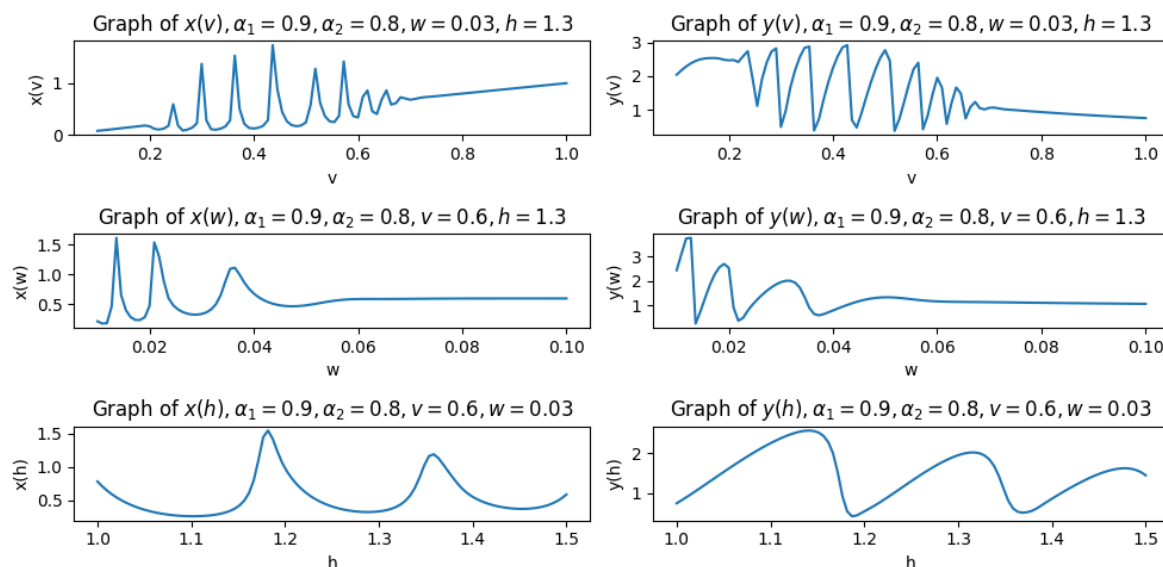 Graph of x(v), α₁ = 0.9, α₂ = 0.8, w = 0.03, h = 1.3
x(v)
1
0
0.2 0.4 0.6 0.8 1.0
v
Graph of y(v), α₁ = 0.9, α₂ = 0.8, w = 0.03, h = 1.3
y(v)
3
2
1
0.2 0.4 0.6 0.8 1.0
v
Graph of x(w), α₁ = 0.9, α₂ = 0.8, v = 0.6, h = 1.3
x(w)
1.5
1.0
0.5
0.02 0.04 0.06 0.08 0.10
w
Graph of y(w), α₁ = 0.9, α₂ = 0.8, v = 0.6, h = 1.3
y(w)
3
2
1
0.02 0.04 0.06 0.08 0.10
w
Graph of x(h), α₁ = 0.9, α₂ = 0.8, v = 0.6, w = 0.03
x(h)
1.5
1.0
0.5
1.0 1.1 1.2 1.3 1.4 1.5
h
Graph of y(h), α₁ = 0.9, α₂ = 0.8, v = 0.6, w = 0.03
y(h)
2
1
1.0 1.1 1.2 1.3 1.4 1.5
h